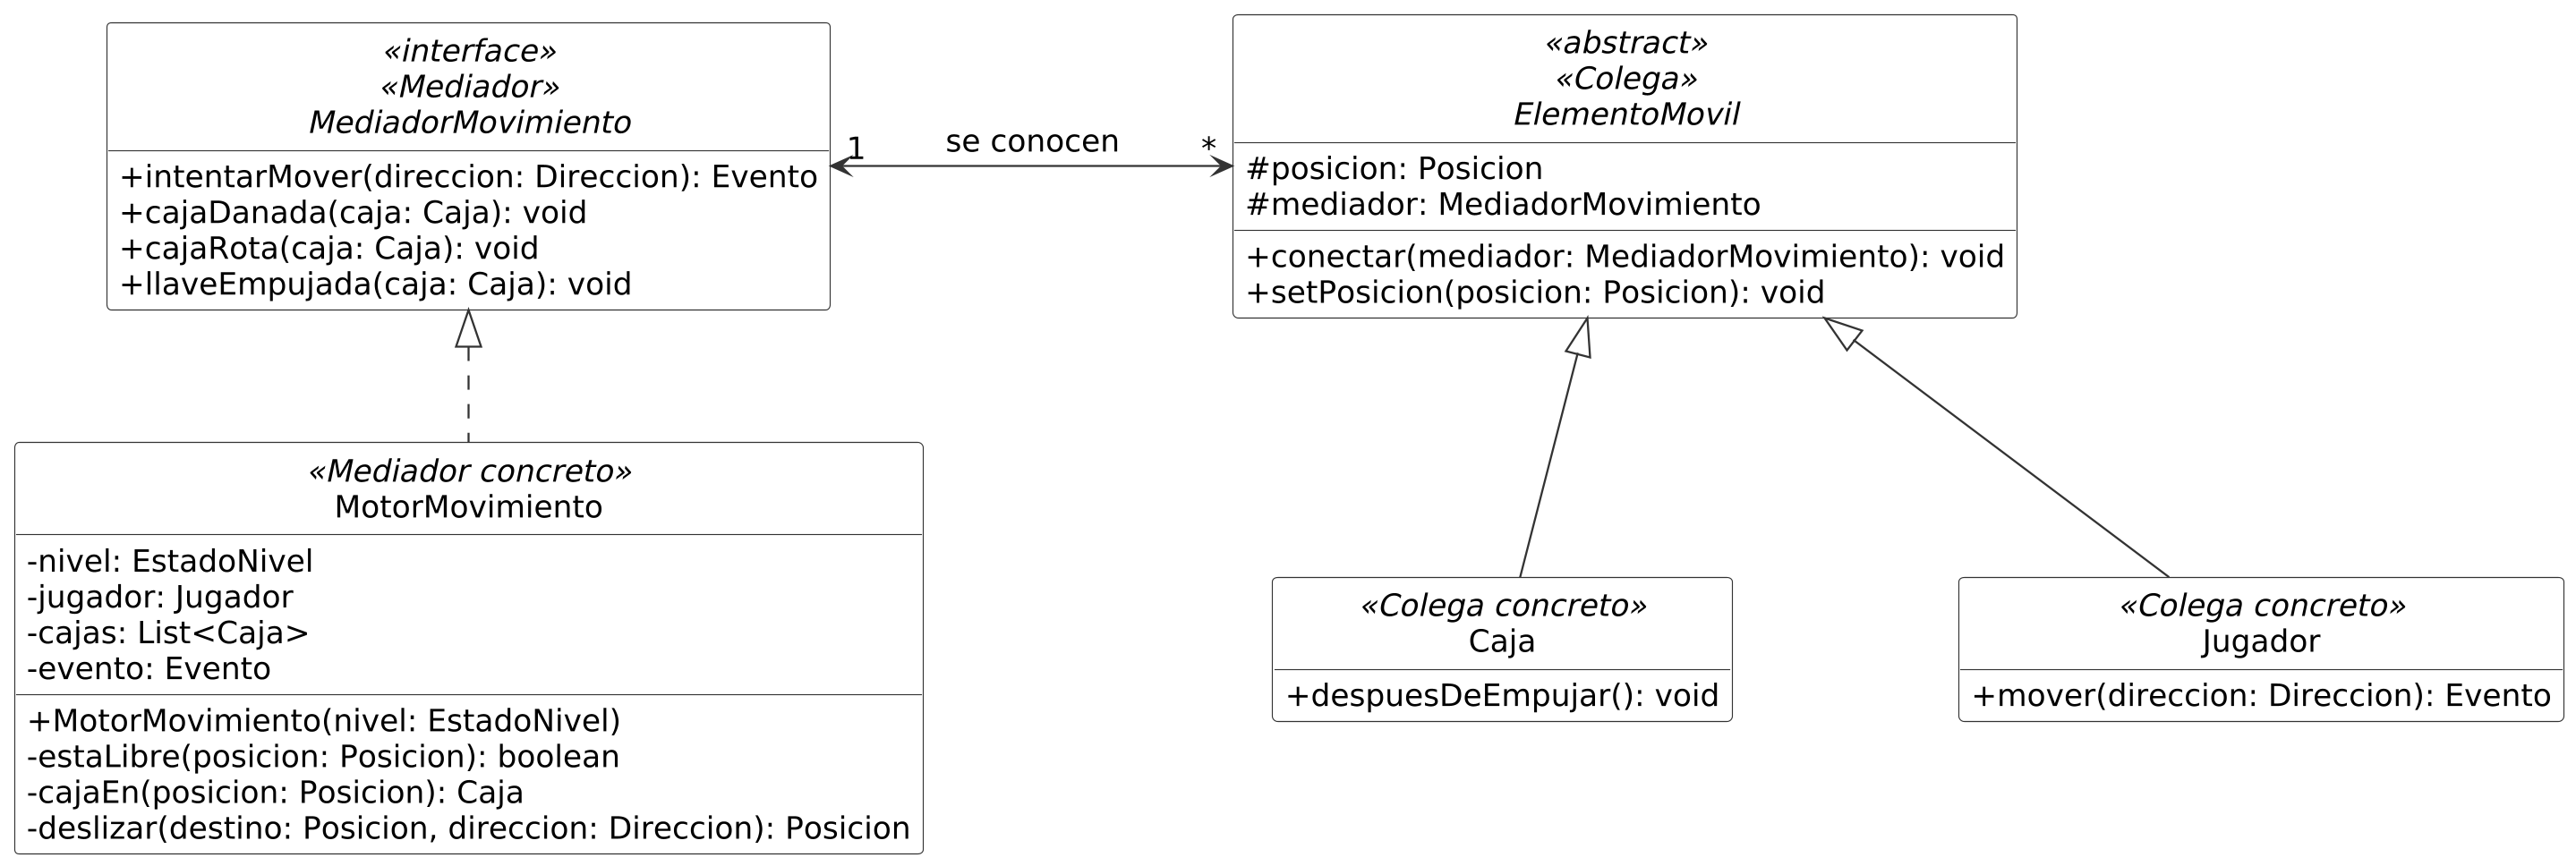 «interface»
«Mediador»
MediadorMovimiento
+intentarMover(direccion: Direccion): Evento
+cajaDanada(caja: Caja): void
+cajaRota(caja: Caja): void
+llaveEmpujada(caja: Caja): void
1
se conocen
*
«abstract»
«Colega»
ElementoMovil
#posicion: Posicion
#mediador: MediadorMovimiento
+conectar(mediador: MediadorMovimiento): void
+setPosicion(posicion: Posicion): void
«Mediador concreto»
MotorMovimiento
-nivel: EstadoNivel
-jugador: Jugador
-cajas: List<Caja>
-evento: Evento
+MotorMovimiento(nivel: EstadoNivel)
-estaLibre(posicion: Posicion): boolean
-cajaEn(posicion: Posicion): Caja
-deslizar(destino: Posicion, direccion: Direccion): Posicion
«Colega concreto»
Caja
+despuesDeEmpujar(): void
«Colega concreto»
Jugador
+mover(direccion: Direccion): Evento